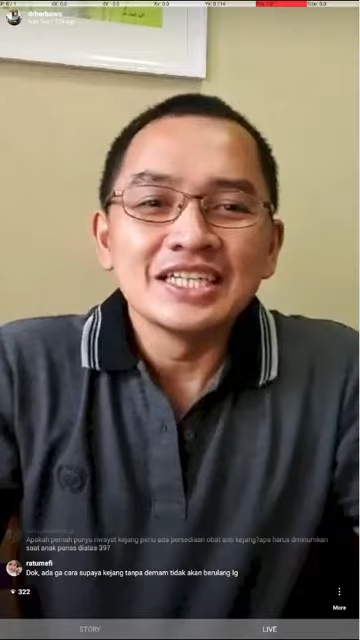 drherbowo
Apakah pernah punya riwayat kejang perlu ada persediaan obat anti kejang?apa harus diminumkan
saat anak panas diatas 39?
ratumefi
Dok, ada ga cara supaya kejang tanpa demam tidak akan berulang lg
322
More
STORY
LIVE